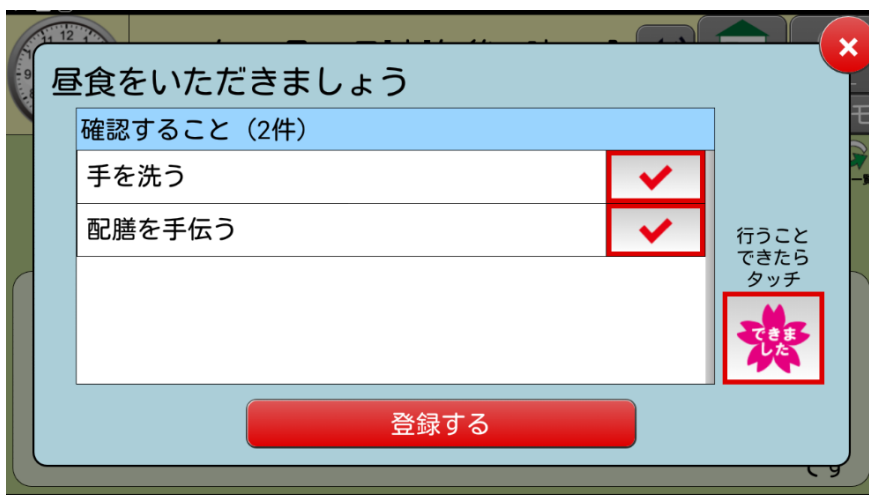 昼食をいただきましょう
確認すること（2件）
手を洗う
配膳を手伝う
行うこと
できたら
タッチ
できま
した
登録する
です